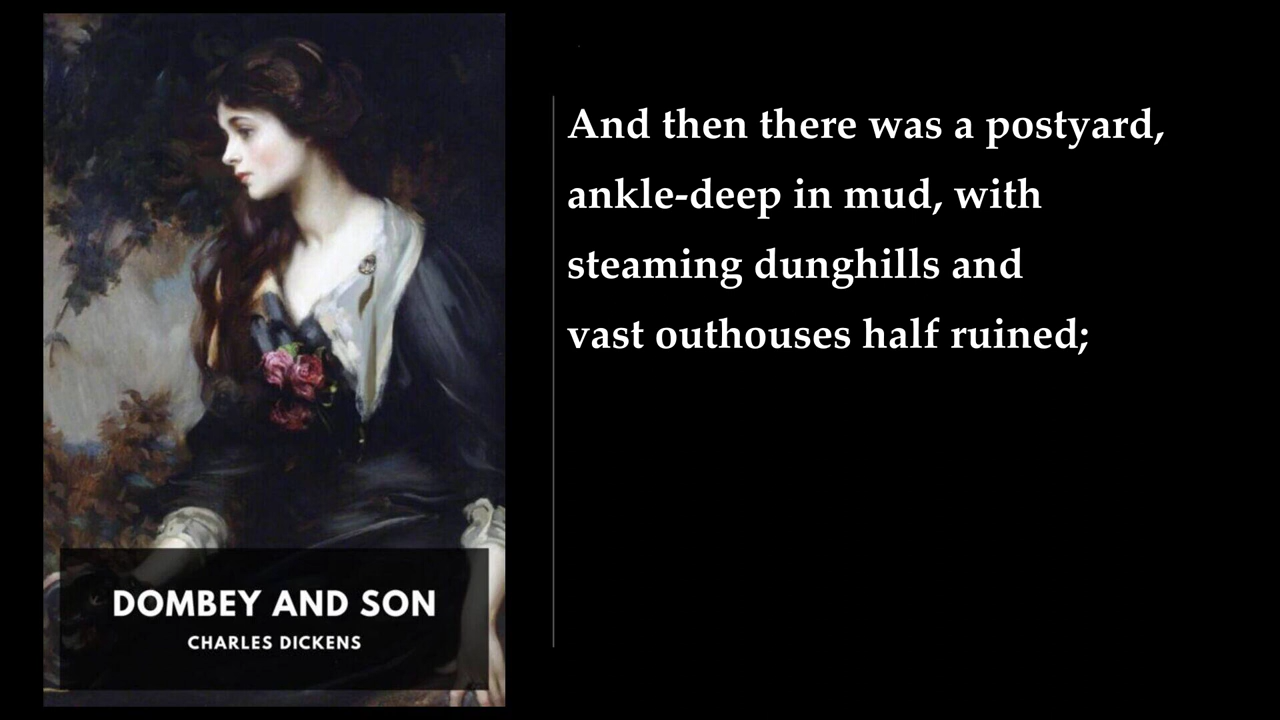 And then there was a postyard,
ankle-deep in mud, with
steaming dunghills and
vast outhouses half ruined;
DOMBEY AND SON
CHARLES DICKENS